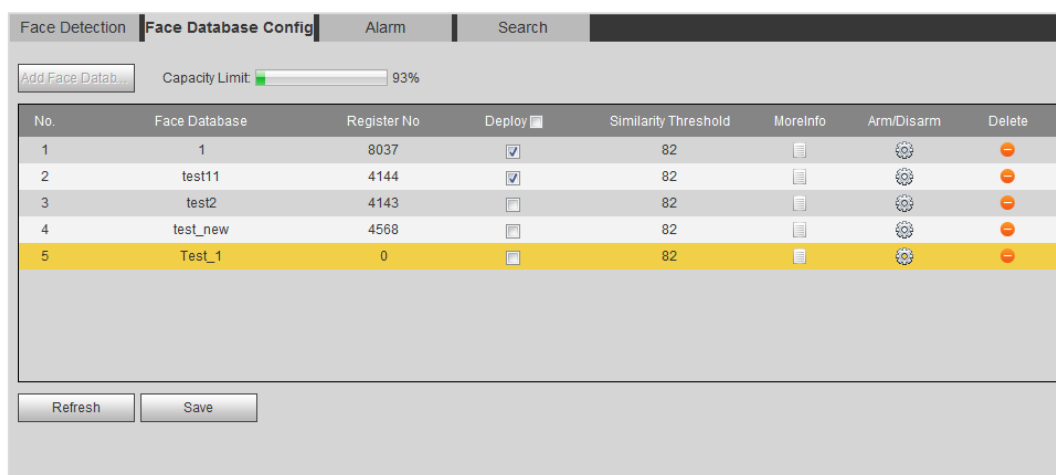 Face Detection Face Database Config Alarm Search
Add Face Datab... Capacity Limit: 93%
No. Face Database Register No Deploy Similarity Threshold MoreInfo Arm/Disarm Delete
1 1 8037 82
2 test11 4144 82
3 test2 4143 82
4 test_new 4568 82
5 Test_1 0 82
Refresh Save